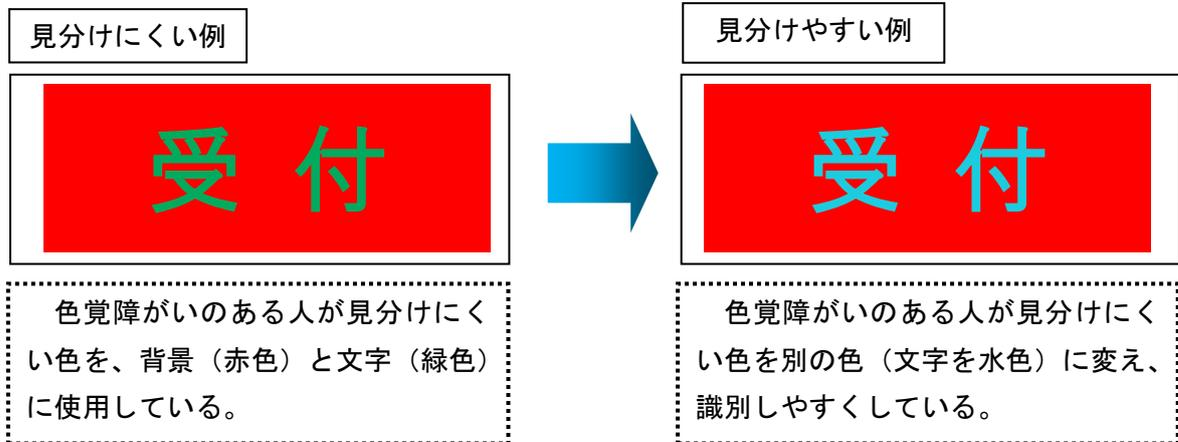 見分けにくい例
受付
色覚障がいのある人が見分けにく
い色を、背景（赤色）と文字（緑色）
に使用している。
見分けやすい例
受付
色覚障がいのある人が見分けにく
い色を別の色（文字を水色）に変え、
識別しやすくしている。